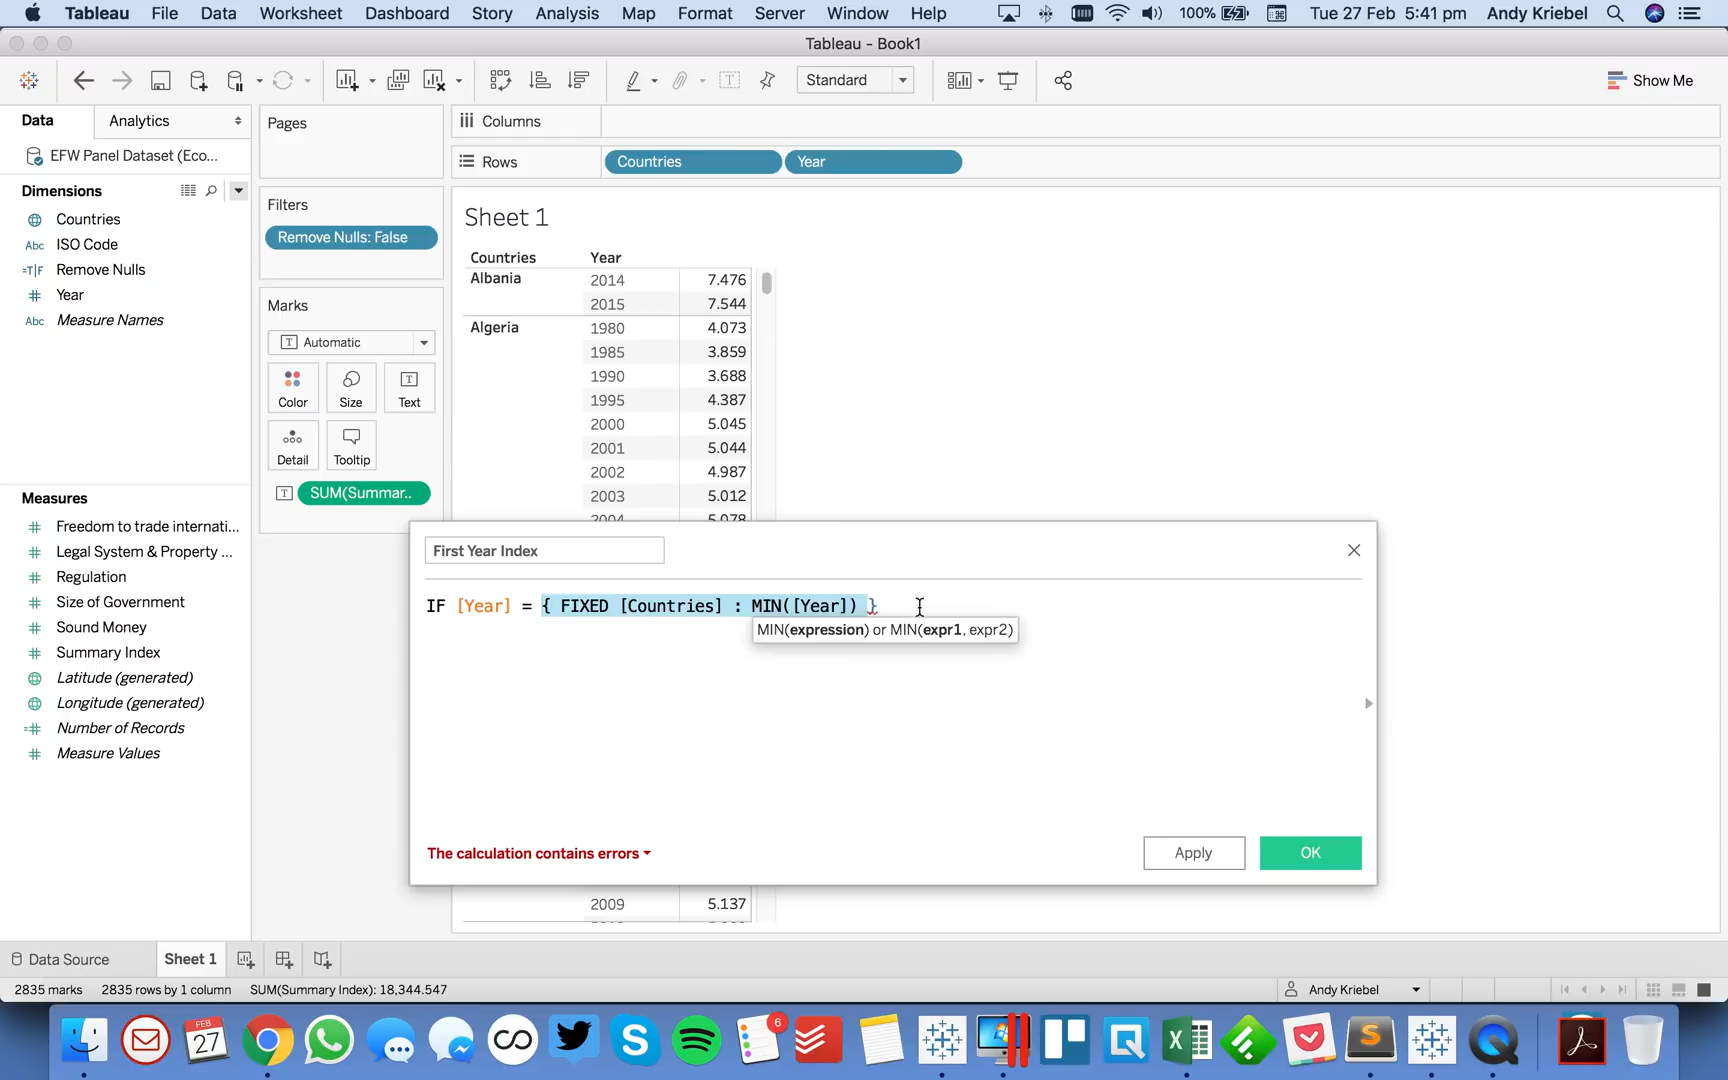 Tableau File Data Worksheet Dashboard Story Analysis Map Format Server Window Help 100% Tue 27 Feb 5:41 pm Andy Kriebel
Tableau - Book1
Standard
Show Me
Data Analytics
EFW Panel Dataset (Eco...
Dimensions
Countries
Abc ISO Code
=T|F Remove Nulls
Year
Abc Measure Names
Measures
Freedom to trade internati...
Legal System & Property ...
Regulation
Size of Government
Sound Money
Summary Index
Latitude (generated)
Longitude (generated)
Number of Records
Measure Values
Pages
Filters
Remove Nulls: False
Marks
Automatic
Color Size Text
Detail Tooltip
SUM(Summar..
Columns
Rows Countries Year
Sheet 1
Countries Year
Albania 2014 7.476
2015 7.544
Algeria 1980 4.073
1985 3.859
1990 3.688
1995 4.387
2000 5.045
2001 5.044
2002 4.987
2003 5.012
2004 5.078
First Year Index
IF [Year] = { FIXED [Countries] : MIN([Year]) }
MIN(expression) or MIN(expr1, expr2)
The calculation contains errors
Apply OK
2009 5.137
Data Source Sheet 1
2835 marks 2835 rows by 1 column SUM(Summary Index): 18,344.547 Andy Kriebel
FEB
27
6